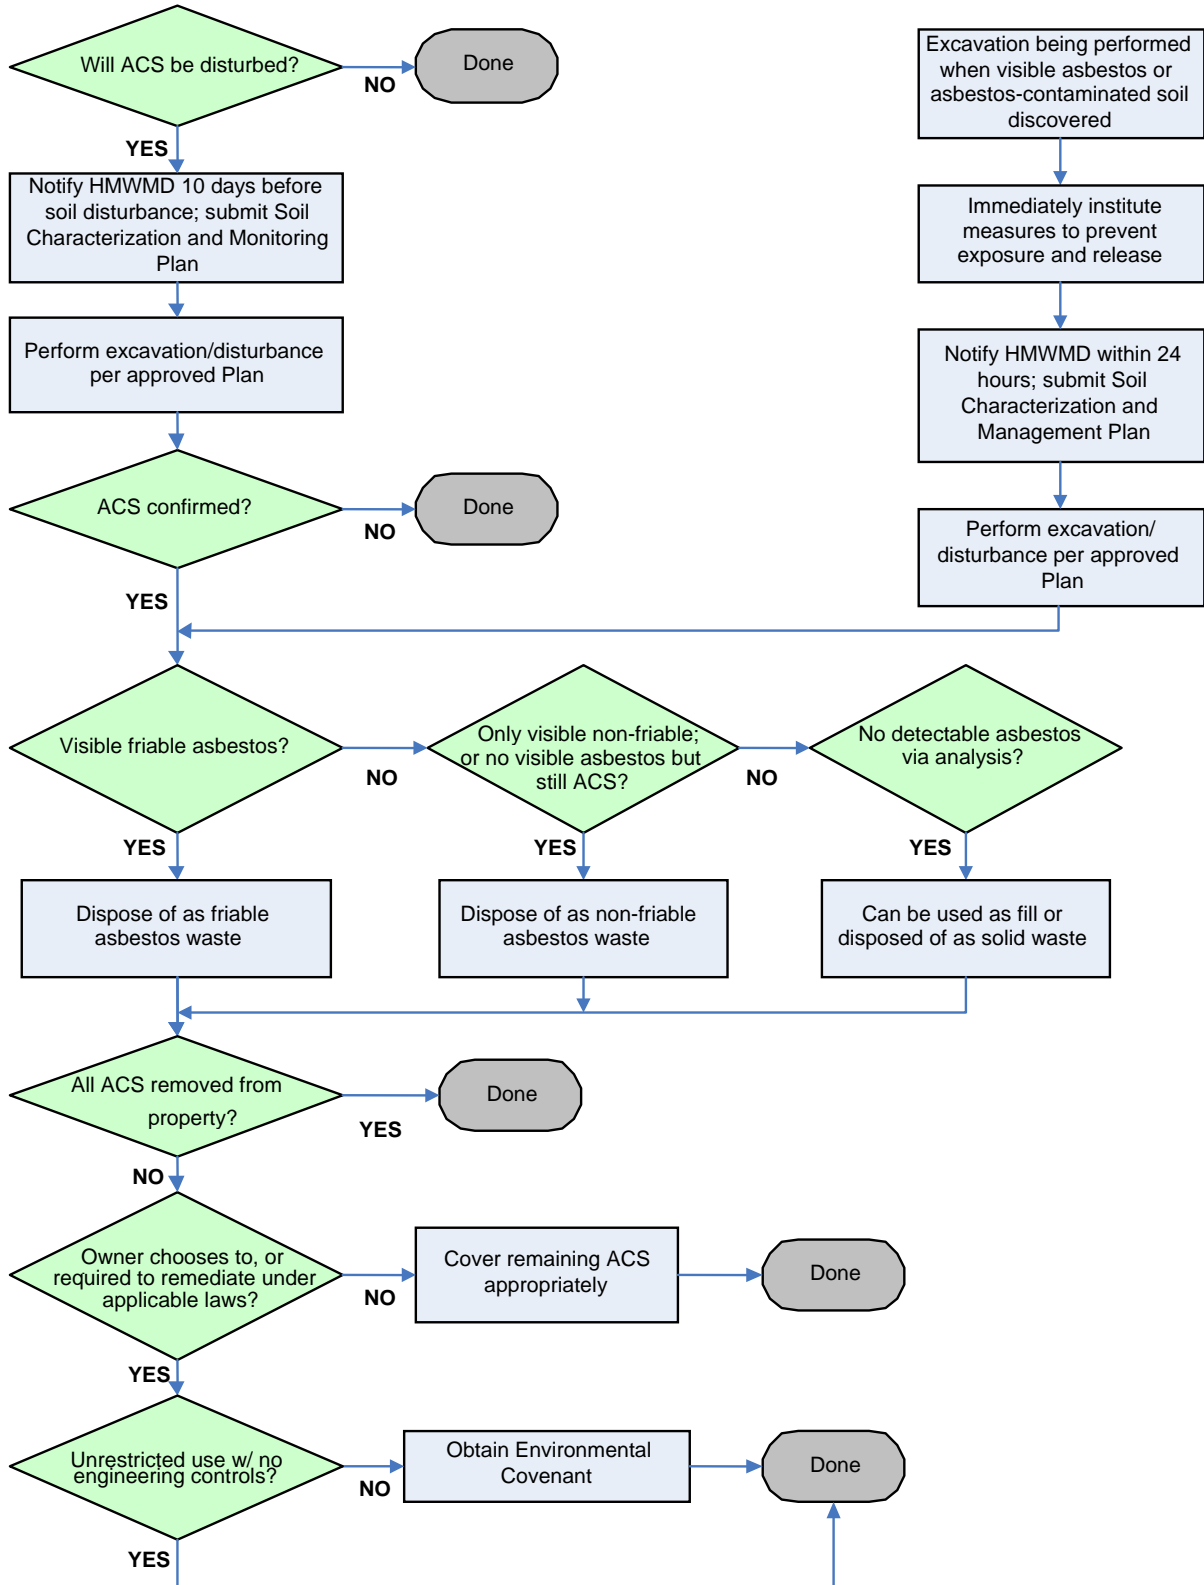 Will ACS be disturbed?
NO
Done
YES
Notify HMWMD 10 days before
soil disturbance; submit Soil
Characterization and Monitoring
Plan
Perform excavation/disturbance
per approved Plan
ACS confirmed?
NO
Done
YES
Excavation being performed
when visible asbestos or
asbestos-contaminated soil
discovered
Immediately institute
measures to prevent
exposure and release
Notify HMWMD within 24
hours; submit Soil
Characterization and
Management Plan
Perform excavation/
disturbance per approved
Plan
Visible friable asbestos?
NO
Only visible non-friable;
or no visible asbestos but
still ACS?
NO
No detectable asbestos
via analysis?
YES
YES
YES
Dispose of as friable
asbestos waste
Dispose of as non-friable
asbestos waste
Can be used as fill or
disposed of as solid waste
All ACS removed from
property?
YES
Done
NO
Owner chooses to, or
required to remediate under
applicable laws?
NO
Cover remaining ACS
appropriately
Done
YES
Unrestricted use w/ no
engineering controls?
NO
Obtain Environmental
Covenant
Done
YES